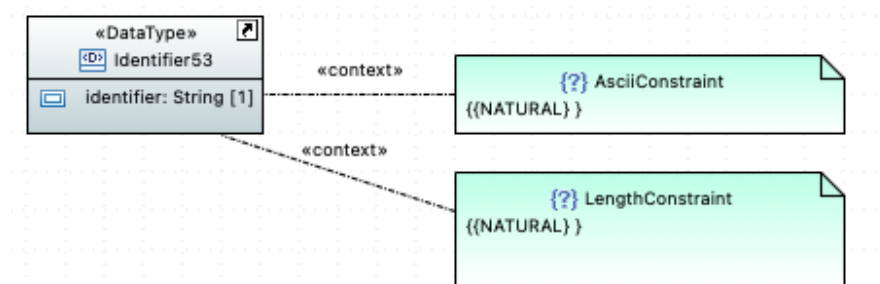 «DataType»
<D> Identifier53
identifier: String [1]
«context»
«context»
{?} AsciiConstraint
{{NATURAL} }
{?} LengthConstraint
{{NATURAL} }